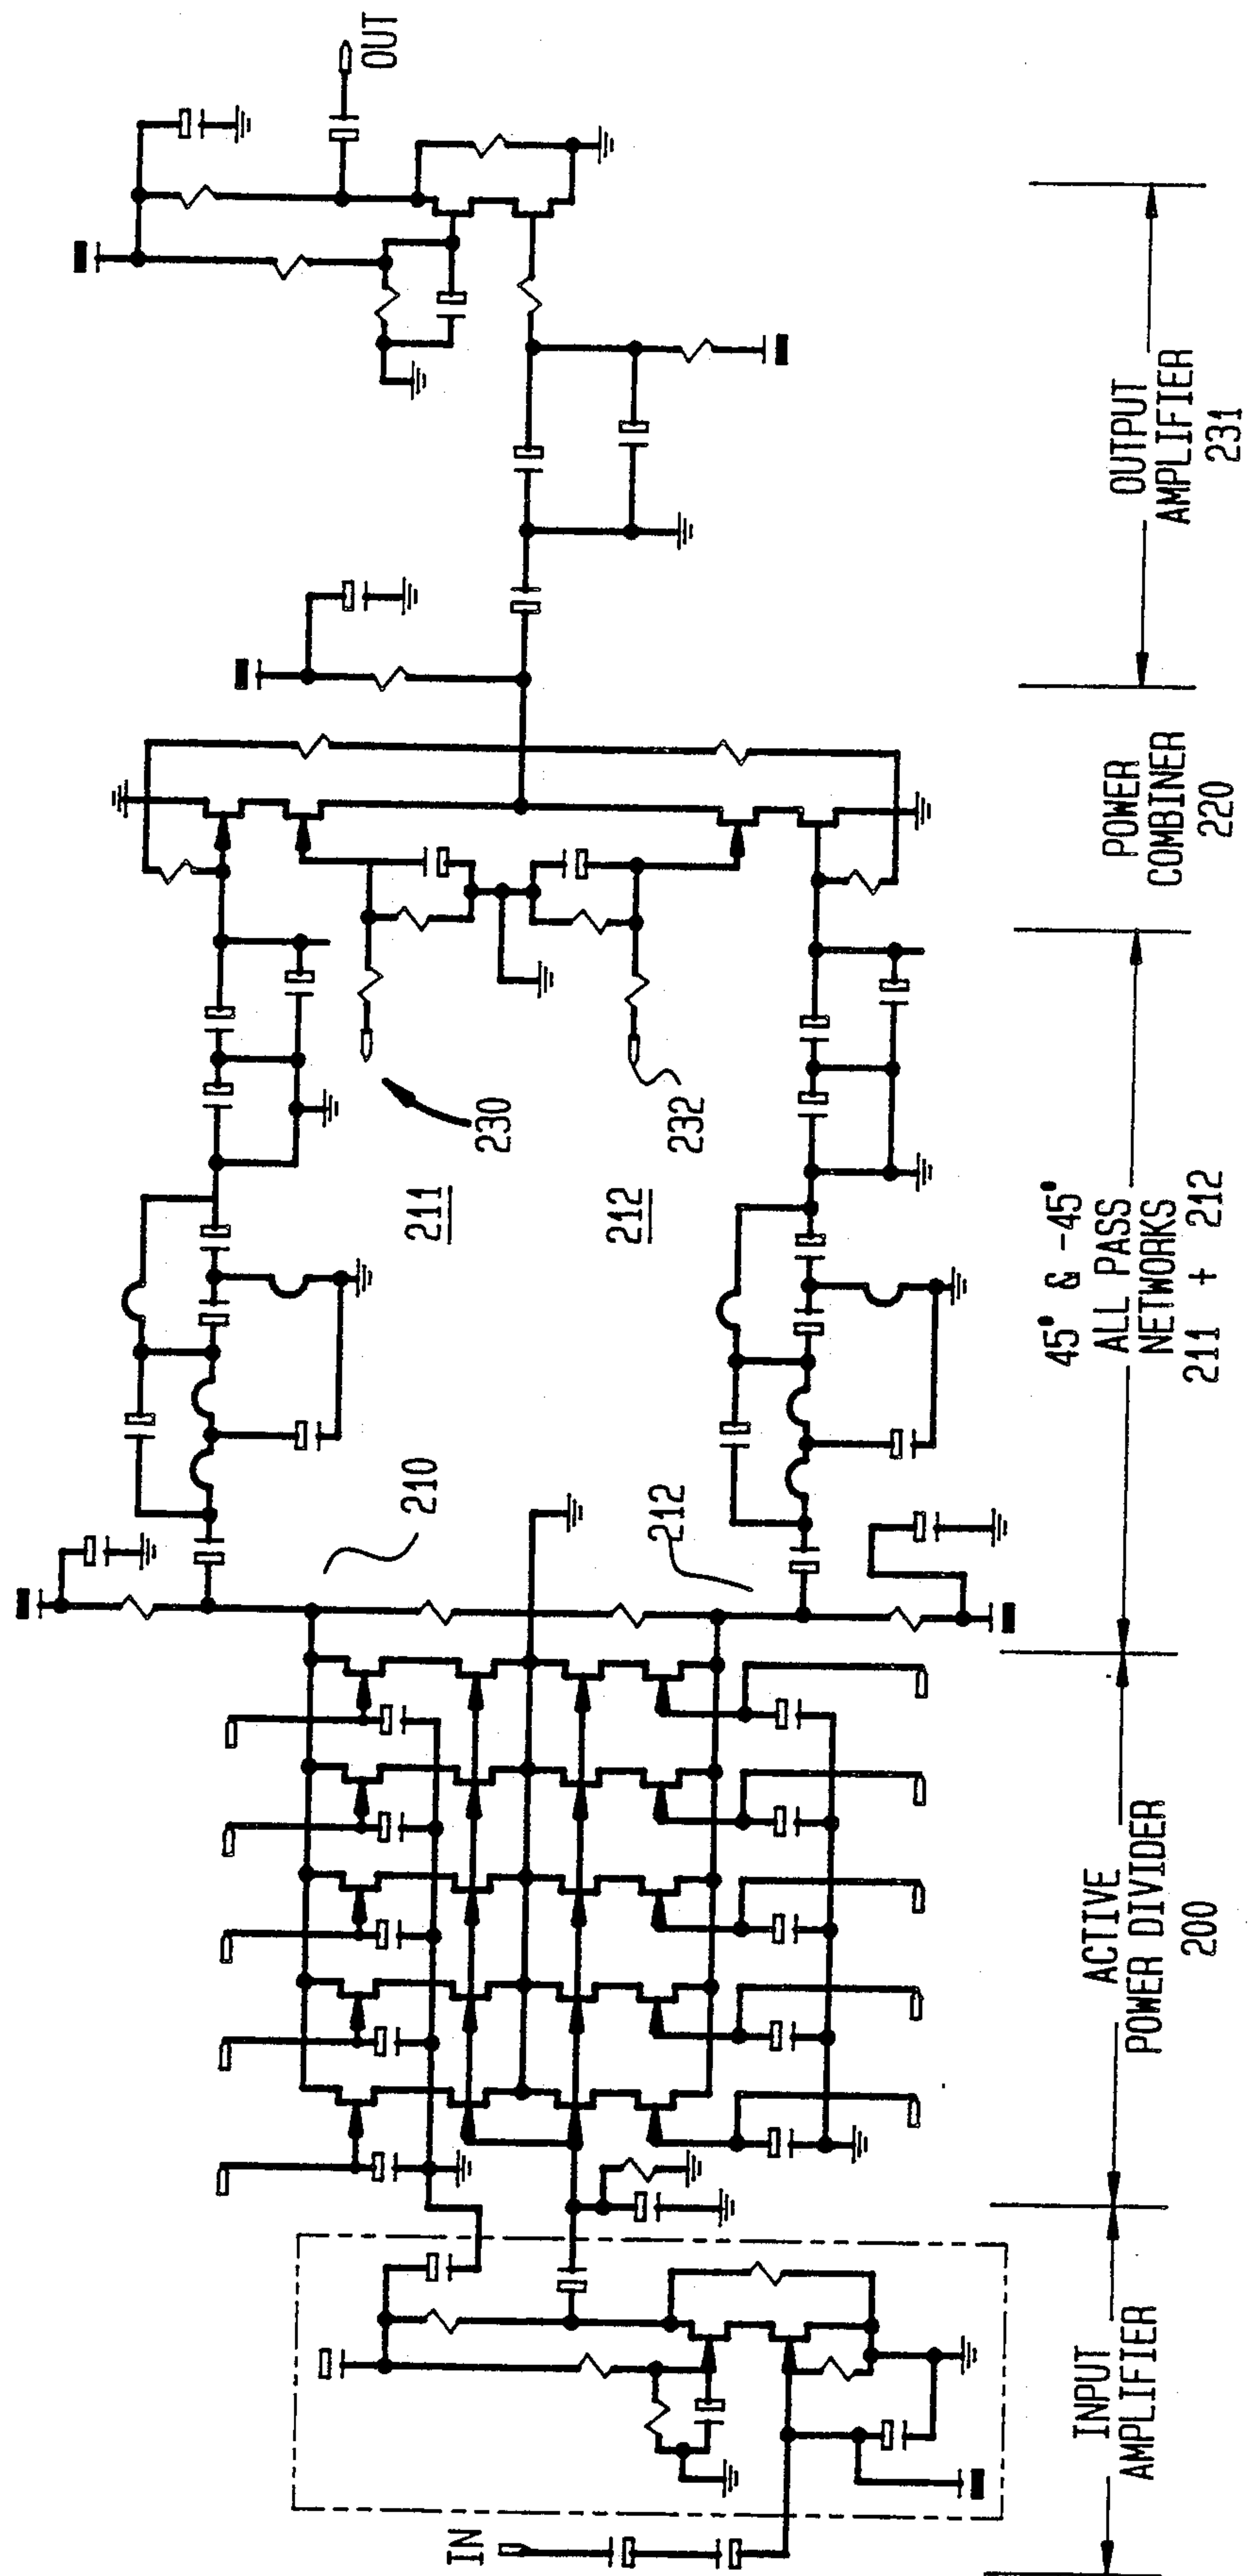 IN
OUT
210
212
211
212
230
232
INPUT
AMPLIFIER
ACTIVE
POWER DIVIDER
200
45° & -45°
ALL PASS
NETWORKS
211 + 212
POWER
COMBINER
220
OUTPUT
AMPLIFIER
231